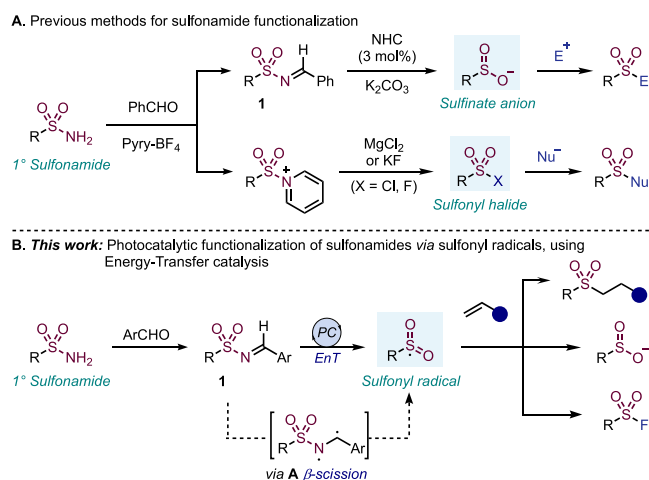 A. Previous methods for sulfonamide functionalization
O O
S
R NH2
1° Sulfonamide
PhCHO
Pyry-BF4
O O H
S
R N Ph
1
NHC
(3 mol%)
K2CO3
O
S
R O−
Sulfinate anion
E+
O O
S
R E
O O
S +
R N
MgCl2
or KF
(X = Cl, F)
O O
S
R X
Sulfonyl halide
Nu−
O O
S
R Nu
B. This work: Photocatalytic functionalization of sulfonamides via sulfonyl radicals, using
Energy-Transfer catalysis
O O
S
R NH2
1° Sulfonamide
ArCHO
O O H
S
R N Ar
1
PC
EnT
O
R S O
Sulfonyl radical
O O
S
R
O
S
R O−
O O
S
R F
O O
S
R N Ar
via A β-scission